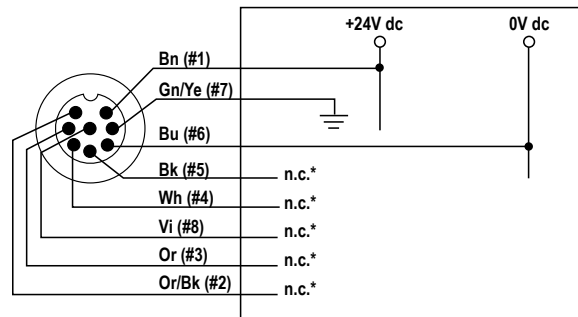 +24V dc 0V dc
Bn (#1)
Gn/Ye (#7)
Bu (#6)
Bk (#5) n.c.*
Wh (#4) n.c.*
Vi (#8) n.c.*
Or (#3) n.c.*
Or/Bk (#2) n.c.*